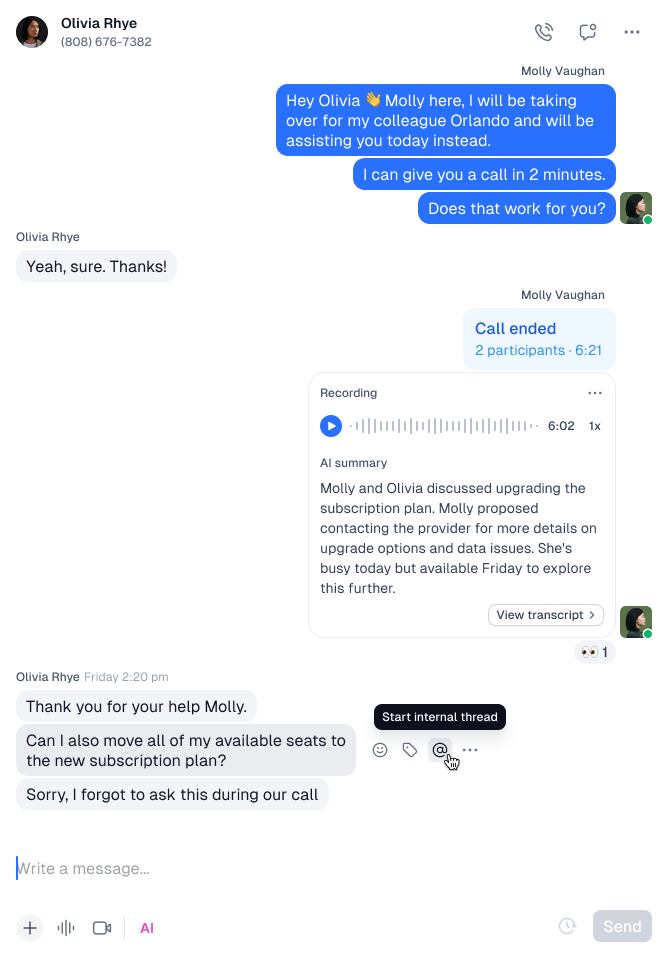 Olivia Rhye
(808) 676-7382
Molly Vaughan
Hey Olivia 👋 Molly here, I will be taking
over for my colleague Orlando and will be
assisting you today instead.
I can give you a call in 2 minutes.
Does that work for you?
Olivia Rhye
Yeah, sure. Thanks!
Molly Vaughan
Call ended
2 participants · 6:21
Recording
6:02 1x
AI summary
Molly and Olivia discussed upgrading the
subscription plan. Molly proposed
contacting the provider for more details on
upgrade options and data issues. She's
busy today but available Friday to explore
this further.
View transcript
👀 1
Olivia Rhye Friday 2:20 pm
Thank you for your help Molly.
Start internal thread
Can I also move all of my available seats to
the new subscription plan?
Sorry, I forgot to ask this during our call
Write a message...
AI
Send